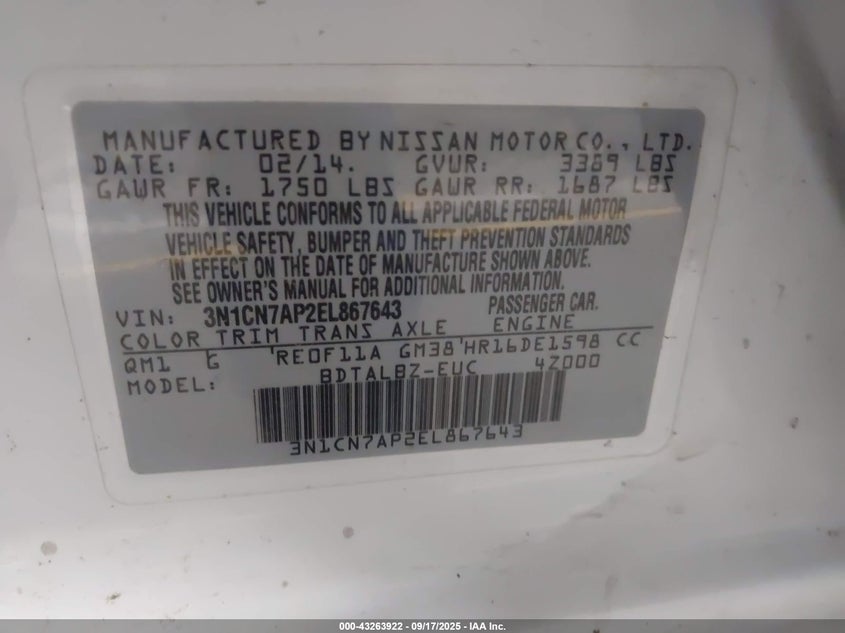 MANUFACTURED BY NISSAN MOTOR CO., LTD.
DATE: 02/14. GVWR: 3389 LBS
GAWR FR: 1750 LBS GAWR RR: 1687 LBS
THIS VEHICLE CONFORMS TO ALL APPLICABLE FEDERAL MOTOR
VEHICLE SAFETY, BUMPER AND THEFT PREVENTION STANDARDS
IN EFFECT ON THE DATE OF MANUFACTURE SHOWN ABOVE.
SEE OWNER'S MANUAL FOR ADDITIONAL INFORMATION.
VIN: 3N1CN7AP2EL867643 PASSENGER CAR.
COLOR TRIM TRANS AXLE ENGINE
QM1 G 'RE0F11A GM38'HR16DE1598 CC
MODEL: BDTALBZ-EUC 4Z000
3N1CN7AP2EL867643
000-43263922 - 09/17/2025 - IAA Inc.